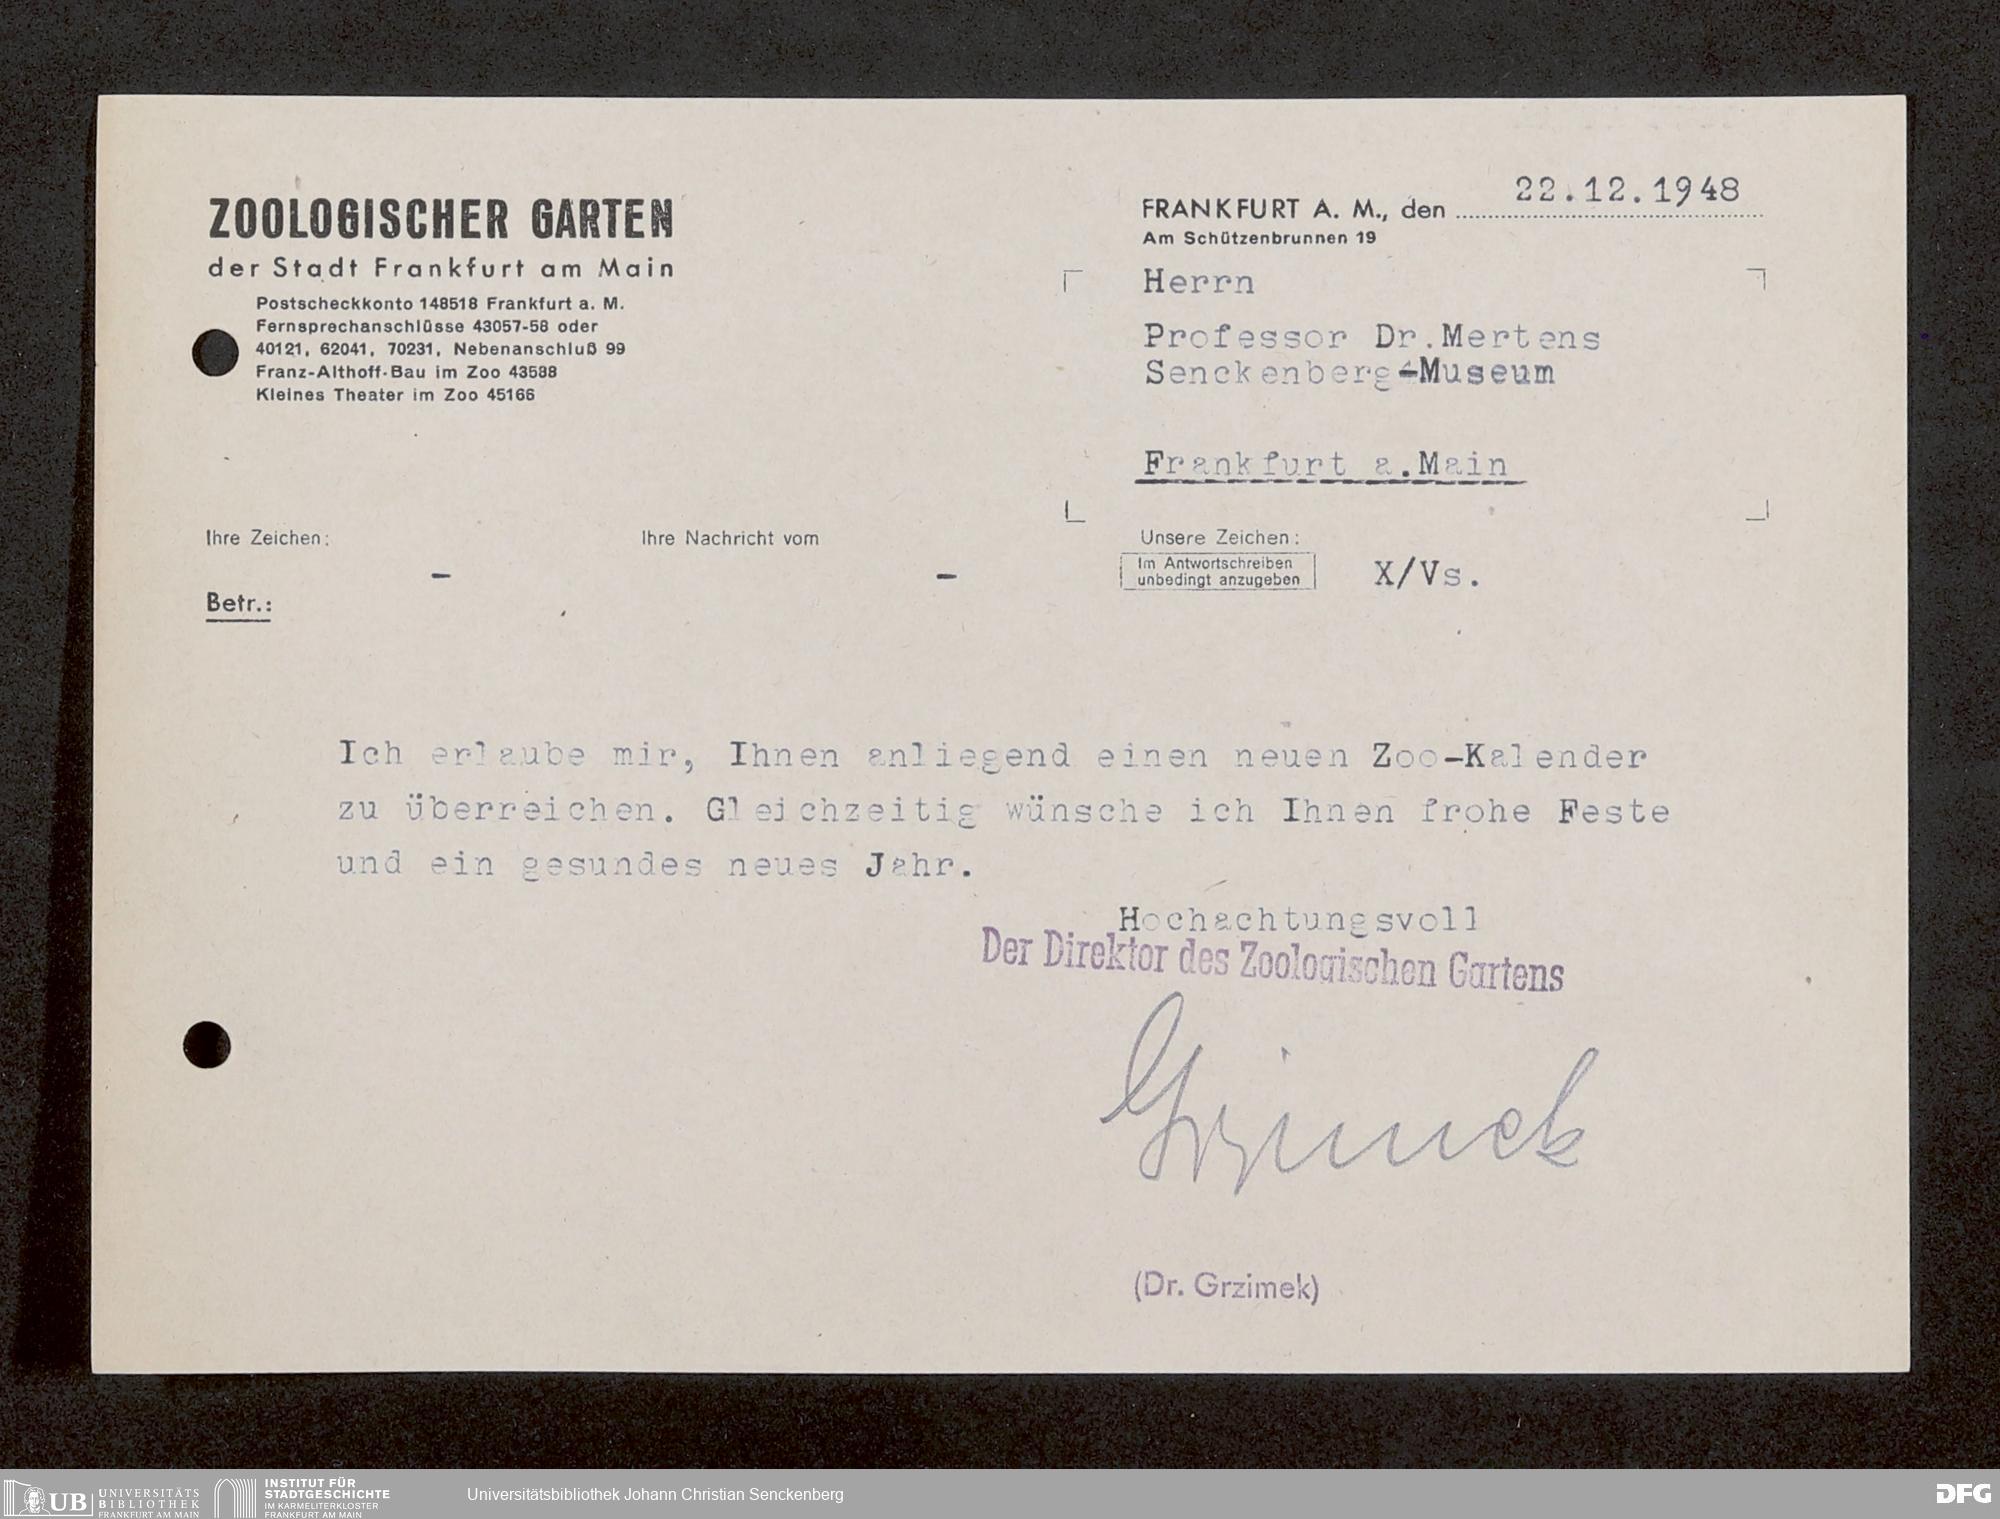 ZOOLOGISCHER GARTEN
der Stadt Frankfurt am Main
Postscheckkonto 148518 Frankfurt a. M.
Fernsprechanschlüsse 43057-58 oder
40121, 62041, 70231, Nebenanschluß 99
Franz-Althoff-Bau im Zoo 43588
Kleines Theater im Zoo 45166
FRANKFURT A. M., den 22.12.1948
Am Schützenbrunnen 19
Herrn
Professor Dr.Mertens
Senckenberg-Museum
Frankfurt a.Main
Ihre Zeichen: -
Ihre Nachricht vom -
Unsere Zeichen:
Im Antwortschreiben
unbedingt anzugeben
X/Vs.
Betr.:
Ich erlaube mir, Ihnen anliegend einen neuen Zoo-Kalender
zu überreichen. Gleichzeitig wünsche ich Ihnen frohe Feste
und ein gesundes neues Jahr.
Hochachtungsvoll
Der Direktor des Zoologischen Gartens
Grzimek
(Dr. Grzimek)
UB UNIVERSITÄTS
BIBLIOTHEK
FRANKFURT AM MAIN
INSTITUT FÜR
STADTGESCHICHTE
IM KARMELITERKLOSTER
FRANKFURT AM MAIN
Universitätsbibliothek Johann Christian Senckenberg
DFG